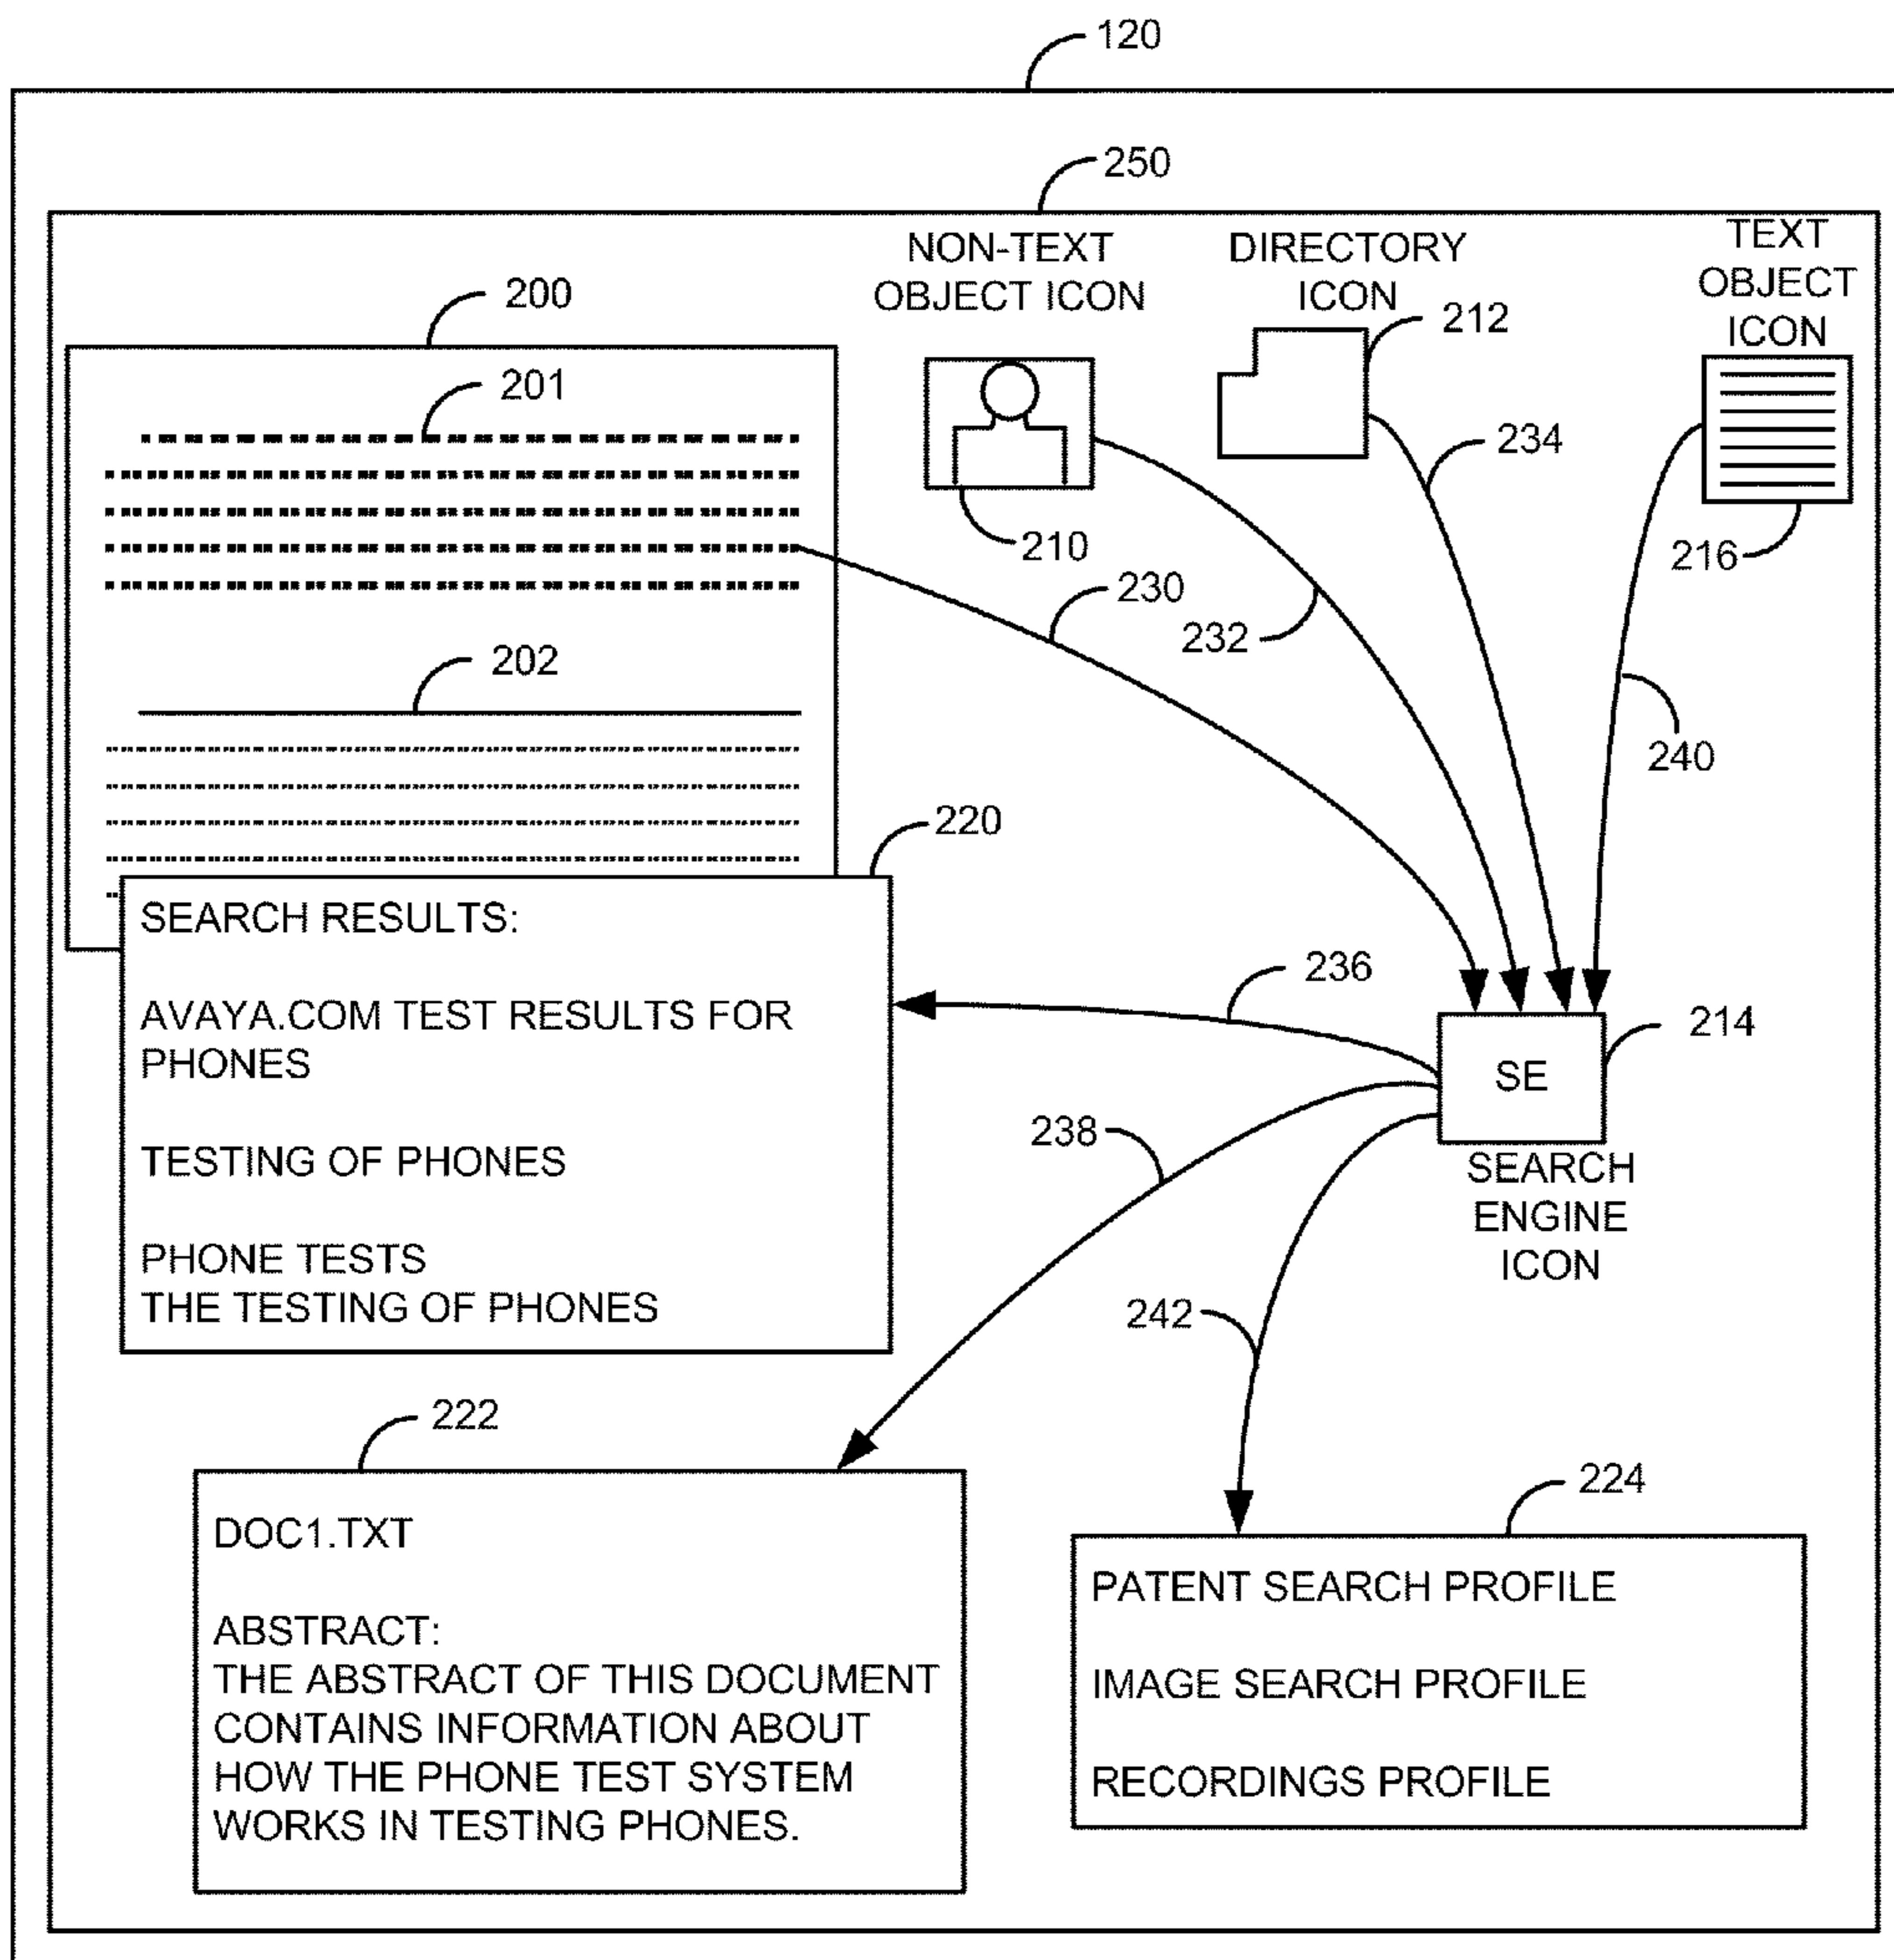 120
250
NON-TEXT
OBJECT ICON
DIRECTORY
ICON
TEXT
OBJECT
ICON
200
201
212
234
210
216
230
232
202
240
220
SEARCH RESULTS:
AVAYA.COM TEST RESULTS FOR
PHONES
TESTING OF PHONES
PHONE TESTS
THE TESTING OF PHONES
236
214
SE
SEARCH
ENGINE
ICON
238
242
222
DOC1.TXT
ABSTRACT:
THE ABSTRACT OF THIS DOCUMENT
CONTAINS INFORMATION ABOUT
HOW THE PHONE TEST SYSTEM
WORKS IN TESTING PHONES.
224
PATENT SEARCH PROFILE
IMAGE SEARCH PROFILE
RECORDINGS PROFILE